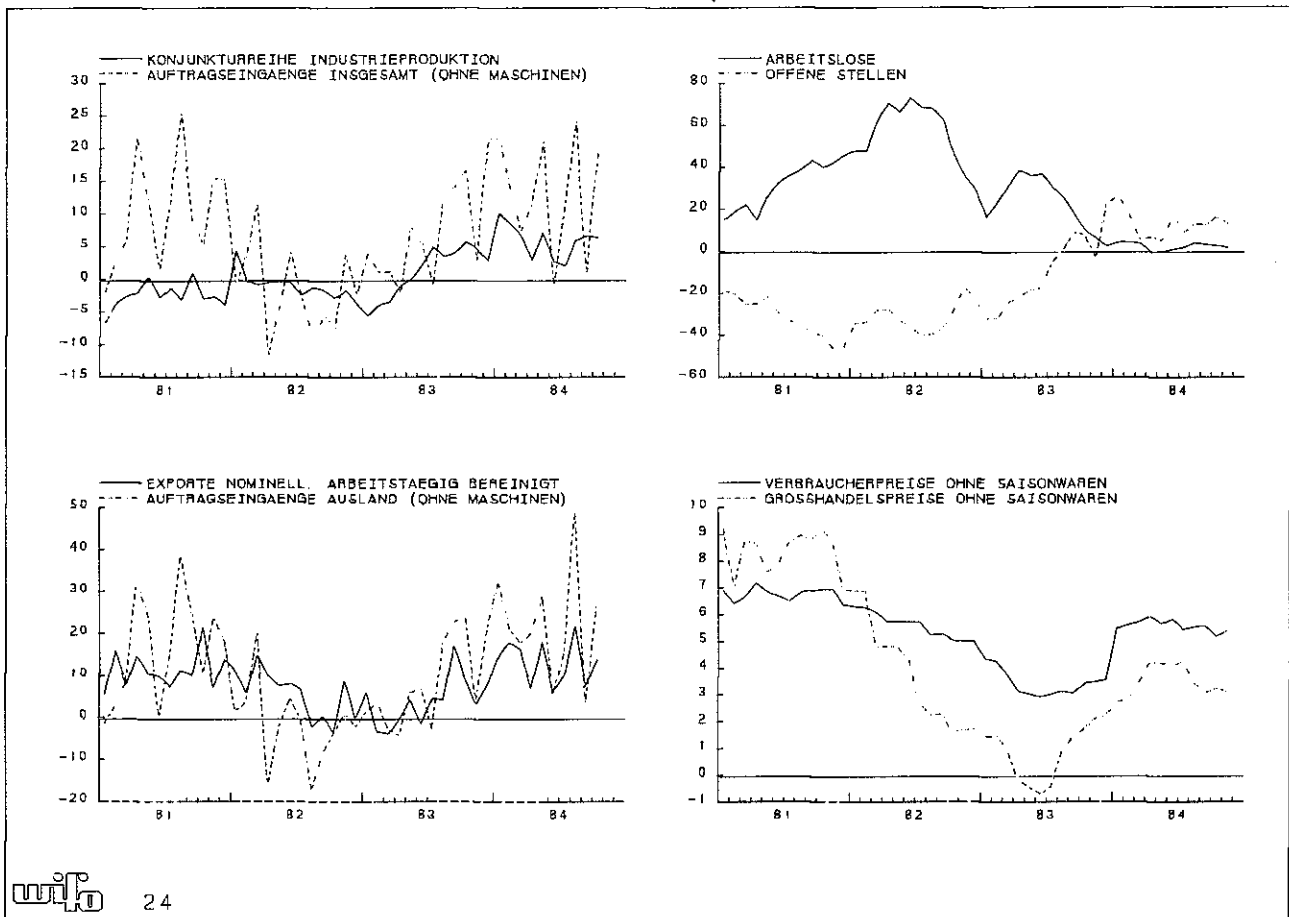 KONJUNKTURREIHE INDUSTRIEPRODUKTION
AUFTRAGSEINGAENGE INSGESAMT (OHNE MASCHINEN)
30
25
20
15
10
5
0
-5
-10
-15
81 82 83 84
ARBEITSLOSE
OFFENE STELLEN
80
60
40
20
0
-20
-40
-60
81 82 83 84
EXPORTE NOMINELL, ARBEITSTAEGIG BEREINIGT
AUFTRAGSEINGAENGE AUSLAND (OHNE MASCHINEN)
50
40
30
20
10
0
-10
-20
81 82 83 84
VERBRAUCHERPREISE OHNE SAISONWAREN
GROSSHANDELSPREISE OHNE SAISONWAREN
10
9
8
7
6
5
4
3
2
1
0
-1
81 82 83 84
wifo 24